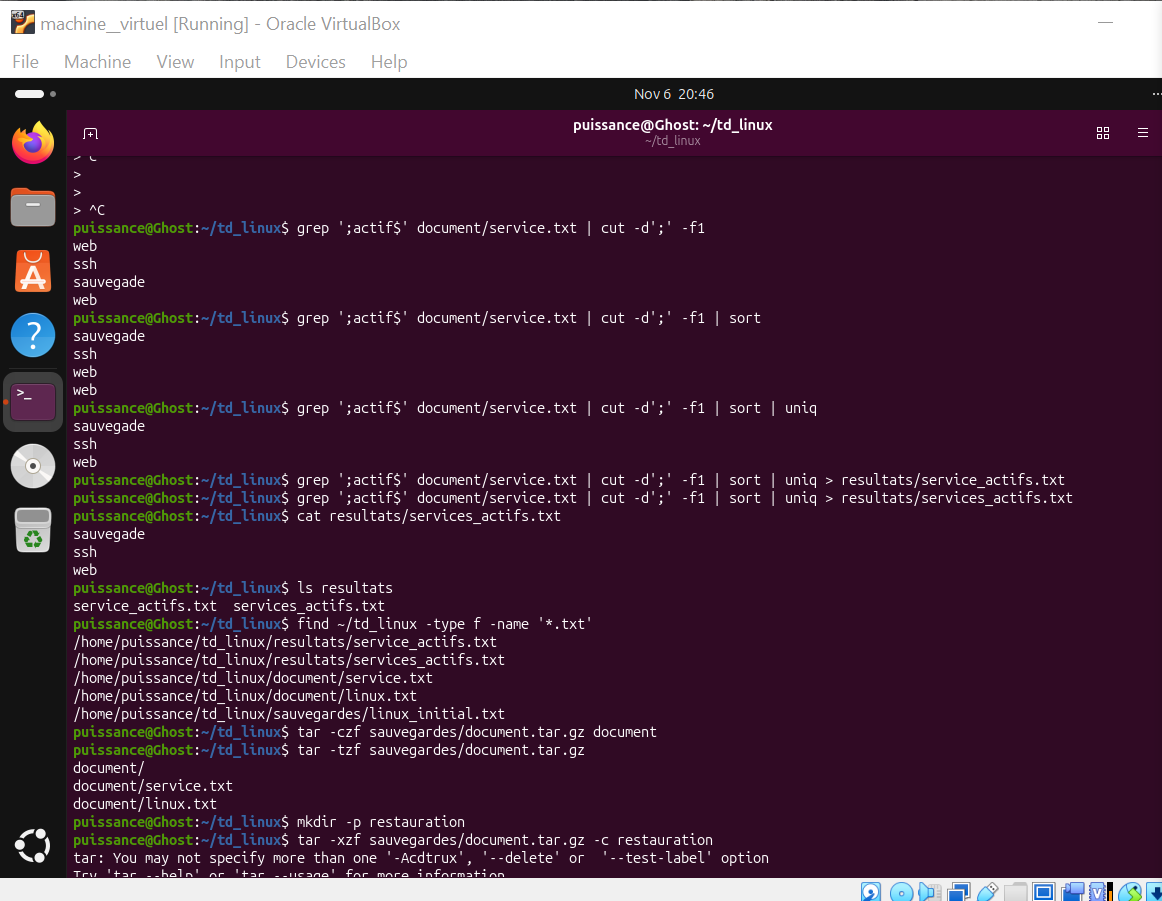 machine__virtuel [Running] - Oracle VirtualBox
File Machine View Input Devices Help
Nov 6 20:46
puissance@Ghost: ~/td_linux
~/td_linux
>
>
> ^C
puissance@Ghost:~/td_linux$ grep ';actif$' document/service.txt | cut -d';' -f1
web
ssh
sauvegade
web
puissance@Ghost:~/td_linux$ grep ';actif$' document/service.txt | cut -d';' -f1 | sort
sauvegade
ssh
web
web
puissance@Ghost:~/td_linux$ grep ';actif$' document/service.txt | cut -d';' -f1 | sort | uniq
sauvegade
ssh
web
puissance@Ghost:~/td_linux$ grep ';actif$' document/service.txt | cut -d';' -f1 | sort | uniq > resultats/service_actifs.txt
puissance@Ghost:~/td_linux$ grep ';actif$' document/service.txt | cut -d';' -f1 | sort | uniq > resultats/services_actifs.txt
puissance@Ghost:~/td_linux$ cat resultats/services_actifs.txt
sauvegade
ssh
web
puissance@Ghost:~/td_linux$ ls resultats
service_actifs.txt  services_actifs.txt
puissance@Ghost:~/td_linux$ find ~/td_linux -type f -name '*.txt'
/home/puissance/td_linux/resultats/service_actifs.txt
/home/puissance/td_linux/resultats/services_actifs.txt
/home/puissance/td_linux/document/service.txt
/home/puissance/td_linux/document/linux.txt
/home/puissance/td_linux/sauvegardes/linux_initial.txt
puissance@Ghost:~/td_linux$ tar -czf sauvegardes/document.tar.gz document
puissance@Ghost:~/td_linux$ tar -tzf sauvegardes/document.tar.gz
document/
document/service.txt
document/linux.txt
puissance@Ghost:~/td_linux$ mkdir -p restauration
puissance@Ghost:~/td_linux$ tar -xzf sauvegardes/document.tar.gz -c restauration
tar: You may not specify more than one '-Acdtrux', '--delete' or  '--test-label' option
Try 'tar --help' or 'tar --usage' for more information.